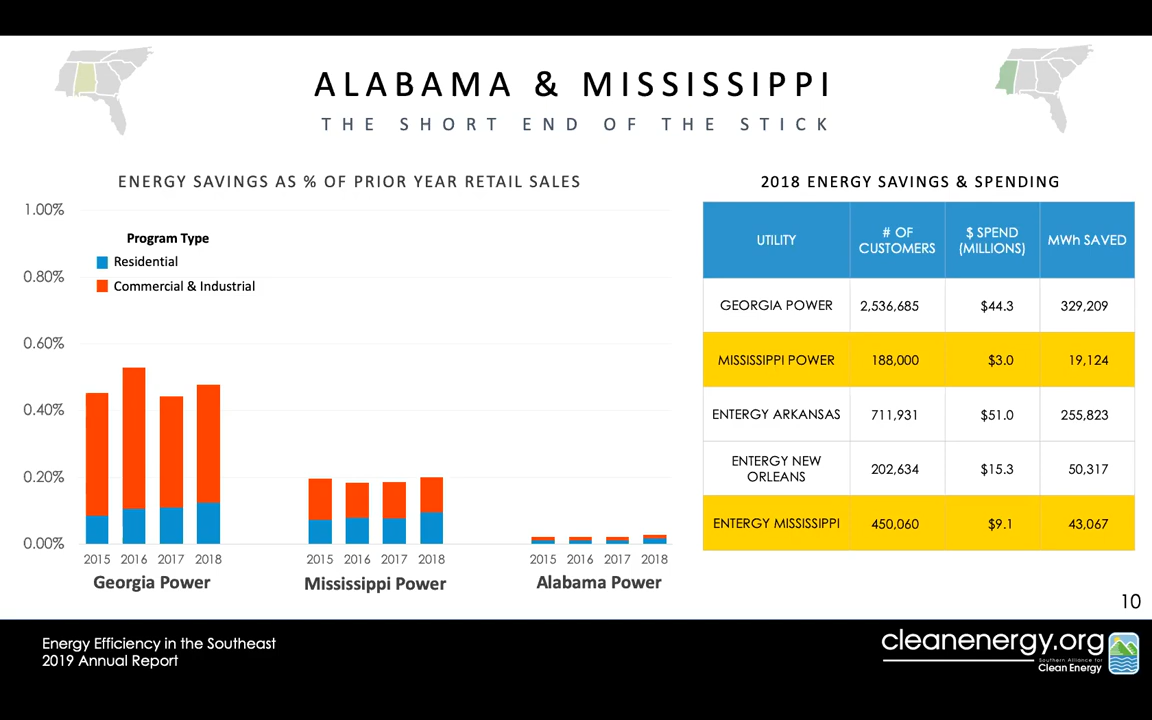 ALABAMA & MISSISSIPPI
THE SHORT END OF THE STICK
ENERGY SAVINGS AS % OF PRIOR YEAR RETAIL SALES
1.00%
0.80%
0.60%
0.40%
0.20%
0.00%
Program Type
Residential
Commercial & Industrial
2015 2016 2017 2018
Georgia Power
2015 2016 2017 2018
Mississippi Power
2015 2016 2017 2018
Alabama Power
2018 ENERGY SAVINGS & SPENDING
UTILITY
# OF
CUSTOMERS
$ SPEND
(MILLIONS)
MWh SAVED
GEORGIA POWER 2,536,685 $44.3 329,209
MISSISSIPPI POWER 188,000 $3.0 19,124
ENTERGY ARKANSAS 711,931 $51.0 255,823
ENTERGY NEW
ORLEANS 202,634 $15.3 50,317
ENTERGY MISSISSIPPI 450,060 $9.1 43,067
10
Energy Efficiency in the Southeast
2019 Annual Report
cleanenergy.org
Southern Alliance for
Clean Energy